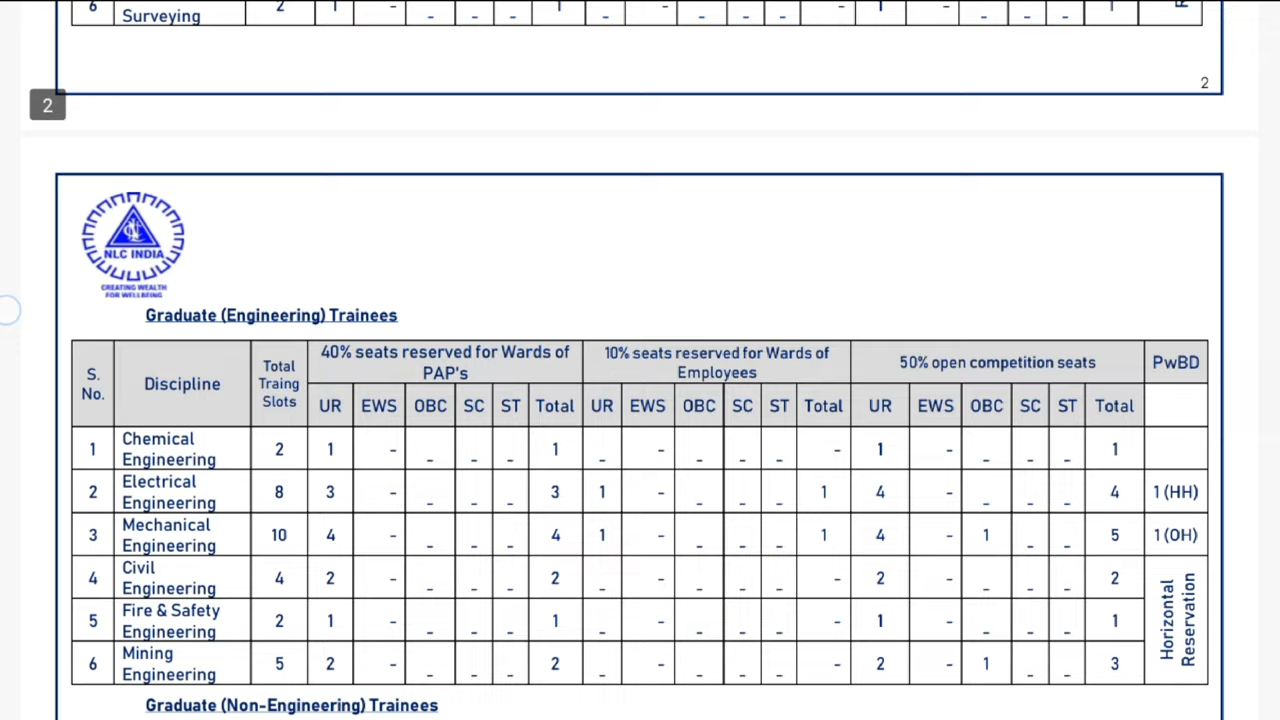 6 Surveying 2 1 - _ _ _ 1 _ - _ _ _ - 1 - _ _ _ 1
2
2
NLC INDIA
CREATING WEALTH
FOR WELLBEING
Graduate (Engineering) Trainees
S. No. Discipline Total Traing Slots 40% seats reserved for Wards of PAP's 10% seats reserved for Wards of Employees 50% open competition seats PwBD
UR EWS OBC SC ST Total UR EWS OBC SC ST Total UR EWS OBC SC ST Total
1 Chemical Engineering 2 1 - _ _ _ 1 _ - _ _ _ - 1 - _ _ _ 1
2 Electrical Engineering 8 3 - _ _ _ 3 1 - _ _ _ 1 4 - _ _ _ 4 1 (HH)
3 Mechanical Engineering 10 4 - _ _ _ 4 1 - _ _ _ 1 4 - 1 _ _ 5 1 (OH)
4 Civil Engineering 4 2 - _ _ _ 2 _ - _ _ _ - 2 - _ _ _ 2 Horizontal Reservation
5 Fire & Safety Engineering 2 1 - _ _ _ 1 _ - _ _ _ - 1 - _ _ _ 1
6 Mining Engineering 5 2 - _ _ _ 2 _ - _ _ _ - 2 - 1 _ _ 3
Graduate (Non-Engineering) Trainees